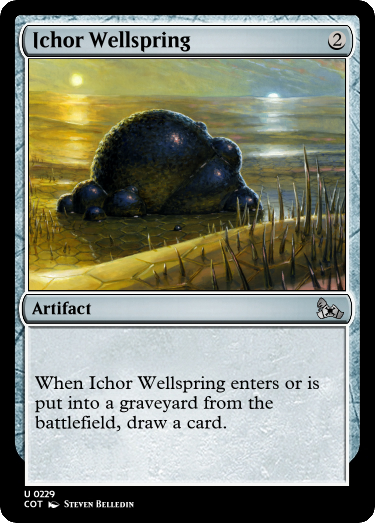 Ichor Wellspring 2
Artifact
When Ichor Wellspring enters or is
put into a graveyard from the
battlefield, draw a card.
U 0229
COT Steven Belledin